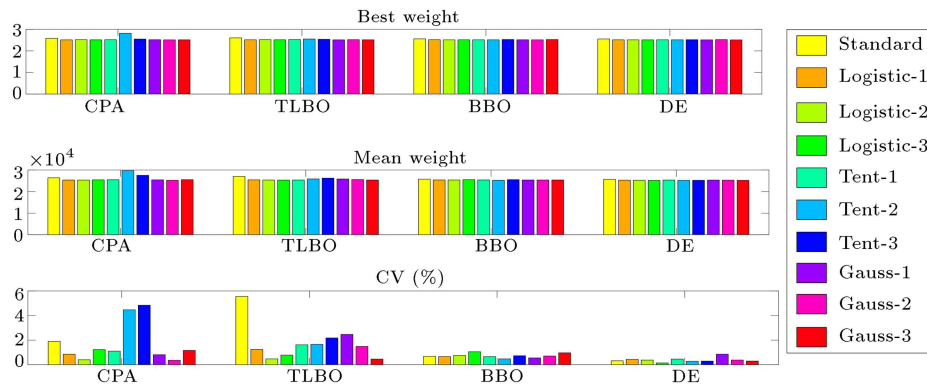 Best weight
3
2
1
0
CPA TLBO BBO DE
×10^4
Mean weight
3
2
1
0
CPA TLBO BBO DE
CV (%)
6
4
2
0
CPA TLBO BBO DE
Standard
Logistic-1
Logistic-2
Logistic-3
Tent-1
Tent-2
Tent-3
Gauss-1
Gauss-2
Gauss-3